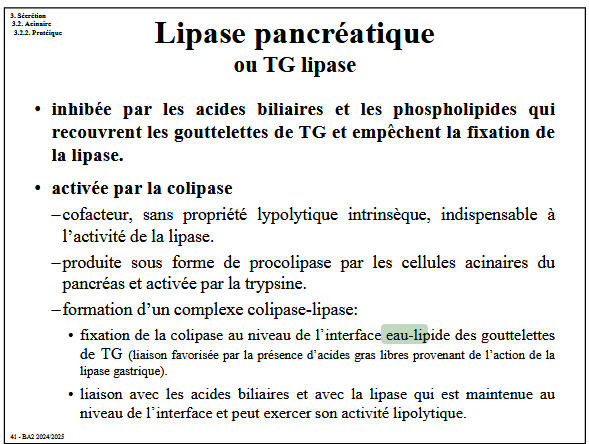 3. Sécrétion
3.2. Acinaire
3.2.2. Protéique
Lipase pancréatique
ou TG lipase
• inhibée par les acides biliaires et les phospholipides qui
recouvrent les gouttelettes de TG et empêchent la fixation de
la lipase.
• activée par la colipase
–cofacteur, sans propriété lypolytique intrinsèque, indispensable à
l’activité de la lipase.
–produite sous forme de procolipase par les cellules acinaires du
pancréas et activée par la trypsine.
–formation d’un complexe colipase-lipase:
• fixation de la colipase au niveau de l’interface eau-lipide des gouttelettes
de TG (liaison favorisée par la présence d’acides gras libres provenant de l’action de la
lipase gastrique).
• liaison avec les acides biliaires et avec la lipase qui est maintenue au
niveau de l’interface et peut exercer son activité lipolytique.
41 - BA2 2024/2025